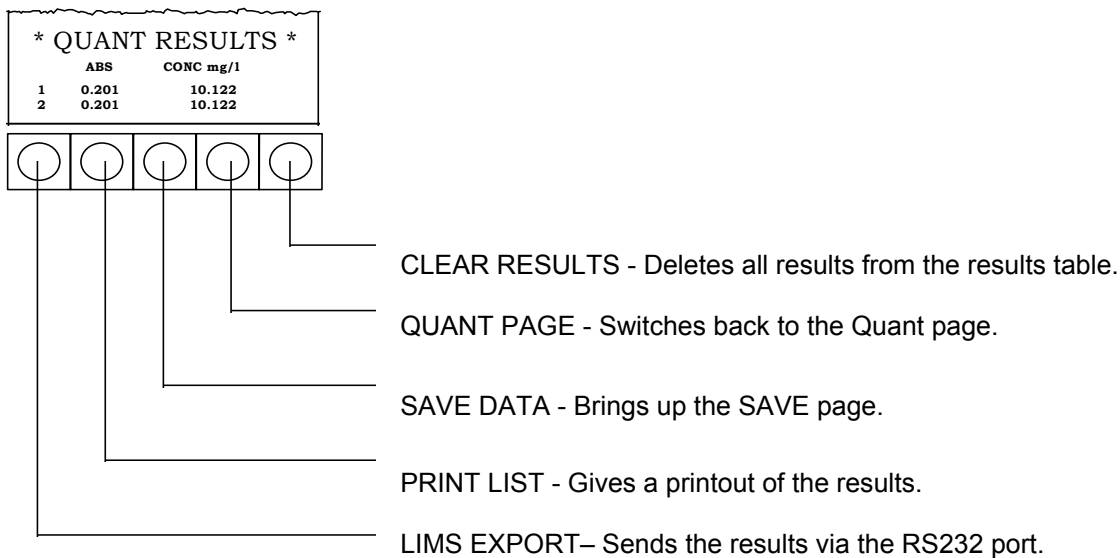 * QUANT RESULTS *
ABS CONC mg/l
1 0.201 10.122
2 0.201 10.122
CLEAR RESULTS - Deletes all results from the results table.
QUANT PAGE - Switches back to the Quant page.
SAVE DATA - Brings up the SAVE page.
PRINT LIST - Gives a printout of the results.
LIMS EXPORT– Sends the results via the RS232 port.